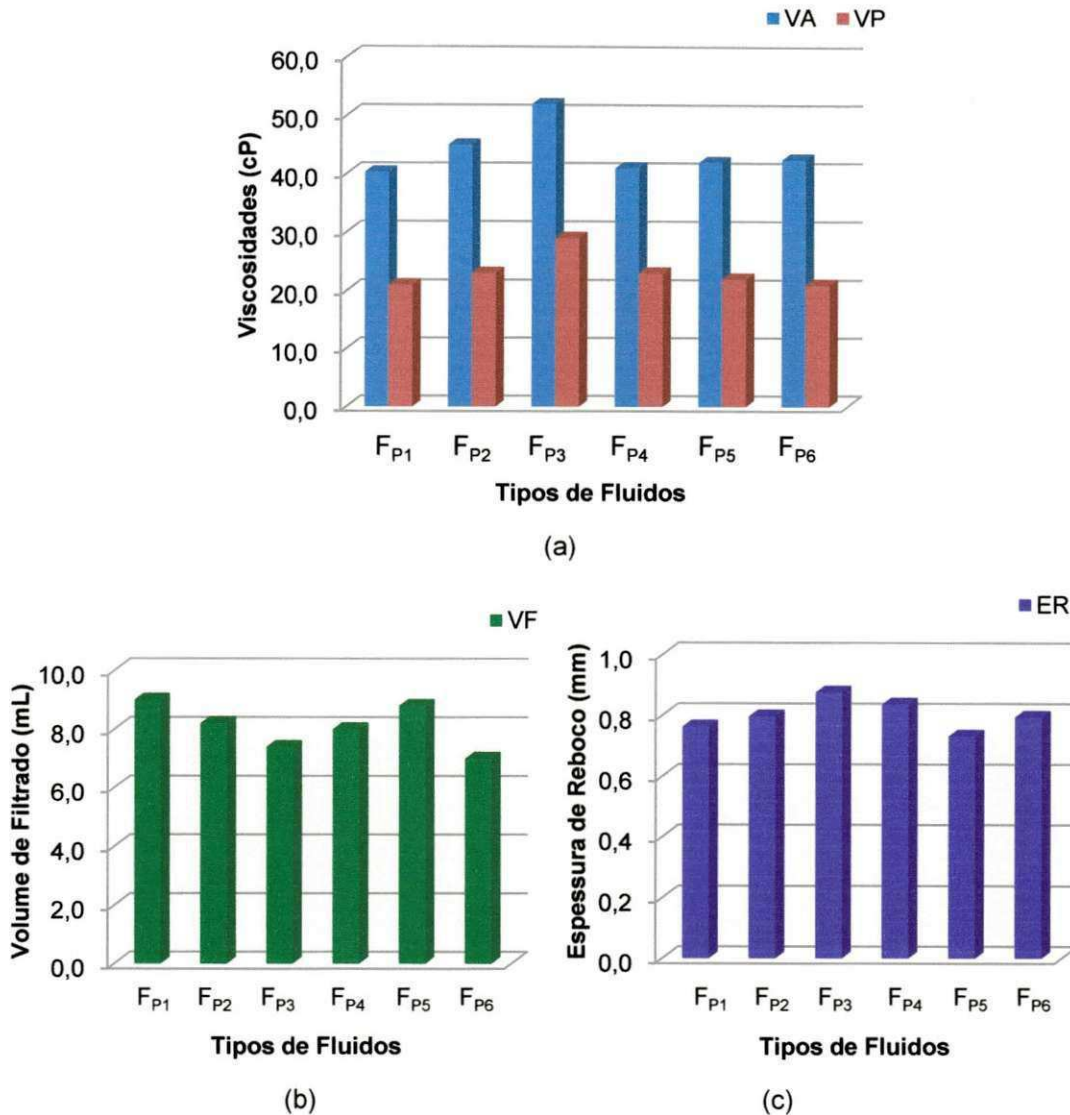 VA VP
Viscosidades (cP)
60,0
50,0
40,0
30,0
20,0
10,0
0,0
FP1 FP2 FP3 FP4 FP5 FP6
Tipos de Fluidos
(a)
VF
Volume de Filtrado (mL)
10,0
8,0
6,0
4,0
2,0
0,0
FP1 FP2 FP3 FP4 FP5 FP6
Tipos de Fluidos
(b)
ER
Espessura de Reboco (mm)
1,0
0,8
0,6
0,4
0,2
0,0
FP1 FP2 FP3 FP4 FP5 FP6
Tipos de Fluidos
(c)